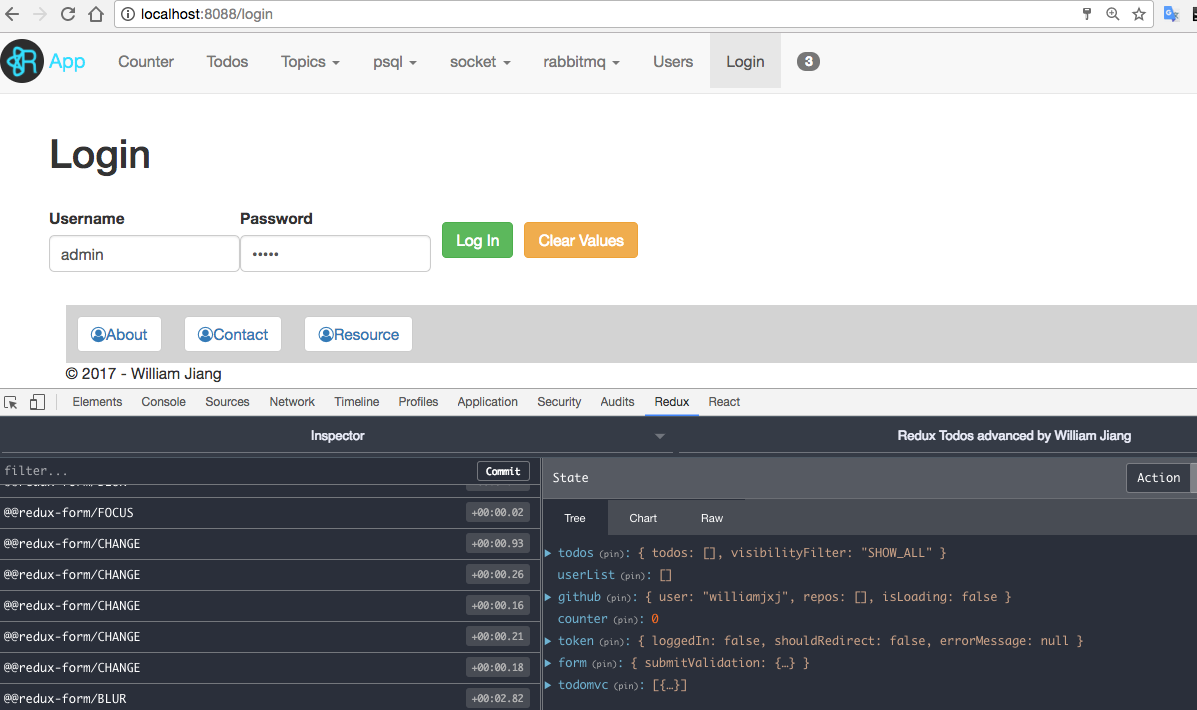 localhost:8088/login
App Counter Todos Topics psql socket rabbitmq Users Login 3
Login
Username Password
admin ••••• Log In Clear Values
About Contact Resource
© 2017 - William Jiang
Elements Console Sources Network Timeline Profiles Application Security Audits Redux React
Inspector Redux Todos advanced by William Jiang
filter... Commit
State Action
@@redux-form/FOCUS +00:00.02
@@redux-form/CHANGE +00:00.93
@@redux-form/CHANGE +00:00.26
@@redux-form/CHANGE +00:00.16
@@redux-form/CHANGE +00:00.21
@@redux-form/CHANGE +00:00.18
@@redux-form/BLUR +00:02.82
Tree Chart Raw
todos (pin): { todos: [], visibilityFilter: "SHOW_ALL" }
userList (pin): []
github (pin): { user: "williamjxj", repos: [], isLoading: false }
counter (pin): 0
token (pin): { loggedIn: false, shouldRedirect: false, errorMessage: null }
form (pin): { submitValidation: {…} }
todomvc (pin): [{…}]